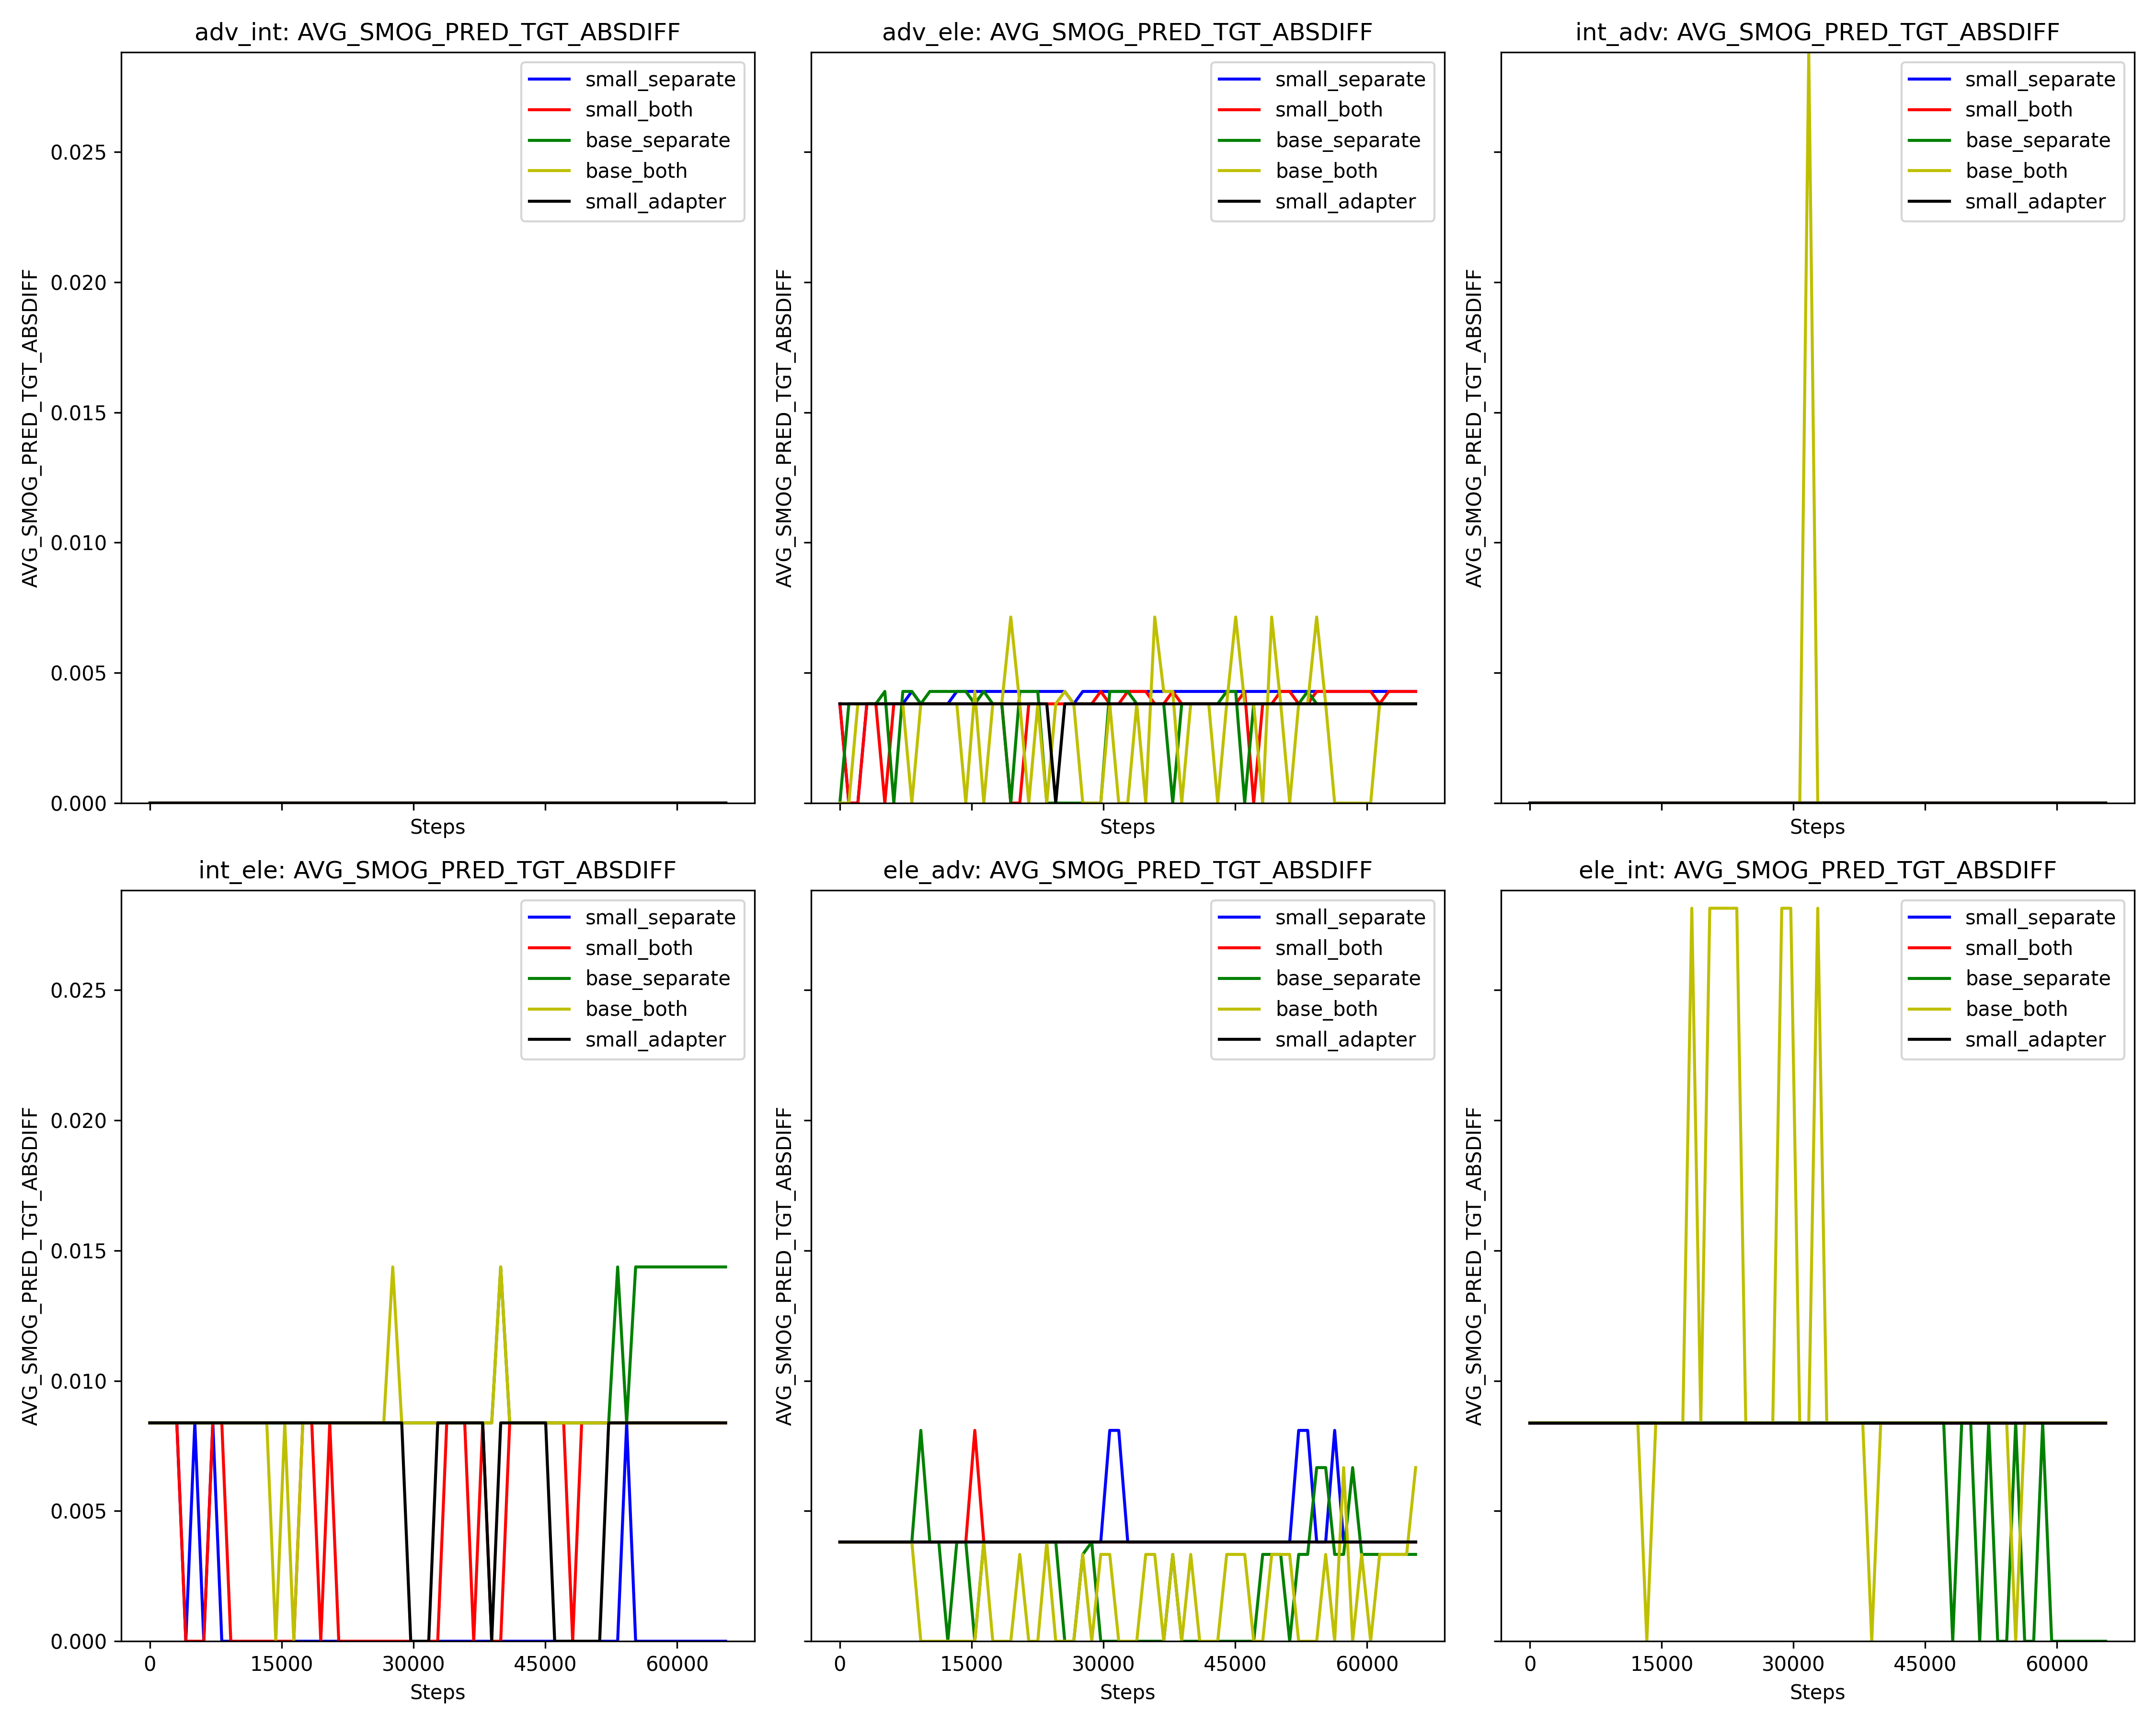 adv_int: AVG_SMOG_PRED_TGT_ABSDIFF
AVG_SMOG_PRED_TGT_ABSDIFF
0.025
0.020
0.015
0.010
0.005
0.000
small_separate
small_both
base_separate
base_both
small_adapter
Steps
adv_ele: AVG_SMOG_PRED_TGT_ABSDIFF
AVG_SMOG_PRED_TGT_ABSDIFF
small_separate
small_both
base_separate
base_both
small_adapter
Steps
int_adv: AVG_SMOG_PRED_TGT_ABSDIFF
AVG_SMOG_PRED_TGT_ABSDIFF
small_separate
small_both
base_separate
base_both
small_adapter
Steps
int_ele: AVG_SMOG_PRED_TGT_ABSDIFF
AVG_SMOG_PRED_TGT_ABSDIFF
0.025
0.020
0.015
0.010
0.005
0.000
small_separate
small_both
base_separate
base_both
small_adapter
0 15000 30000 45000 60000
Steps
ele_adv: AVG_SMOG_PRED_TGT_ABSDIFF
AVG_SMOG_PRED_TGT_ABSDIFF
small_separate
small_both
base_separate
base_both
small_adapter
0 15000 30000 45000 60000
Steps
ele_int: AVG_SMOG_PRED_TGT_ABSDIFF
AVG_SMOG_PRED_TGT_ABSDIFF
small_separate
small_both
base_separate
base_both
small_adapter
0 15000 30000 45000 60000
Steps